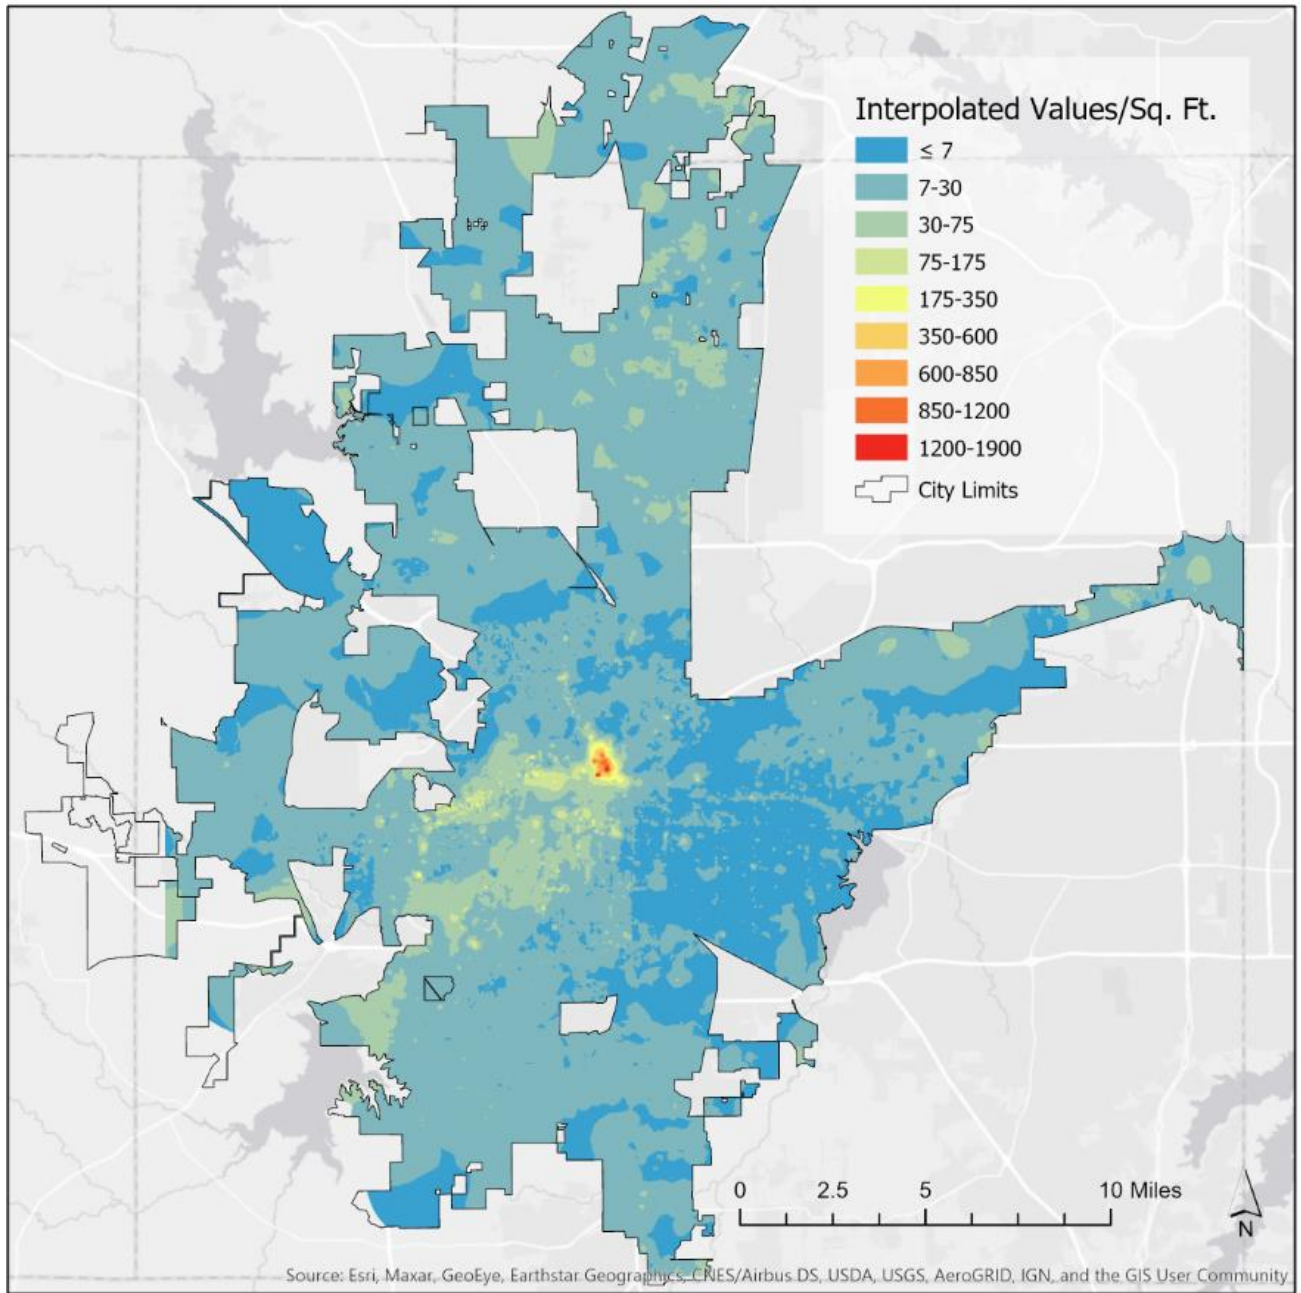 Interpolated Values/Sq. Ft.
≤ 7
7-30
30-75
75-175
175-350
350-600
600-850
850-1200
1200-1900
City Limits
0 2.5 5 10 Miles
N
Source: Esri, Maxar, GeoEye, Earthstar Geographics, CNES/Airbus DS, USDA, USGS, AeroGRID, IGN, and the GIS User Community